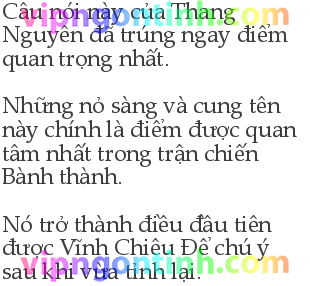 Câu nói này của Thang
vipngontinh.com
Nguyên đã trúng ngay điểm
quan trọng nhất.
Những nỏ sàng và cung tên
này chính là điểm được quan
tâm nhất trong trận chiến
Bành thành.
Nó trở thành điều đầu tiên
được Vĩnh Chiêu Đế chú ý
vipngontinh.com
sau khi vừa tỉnh lại.